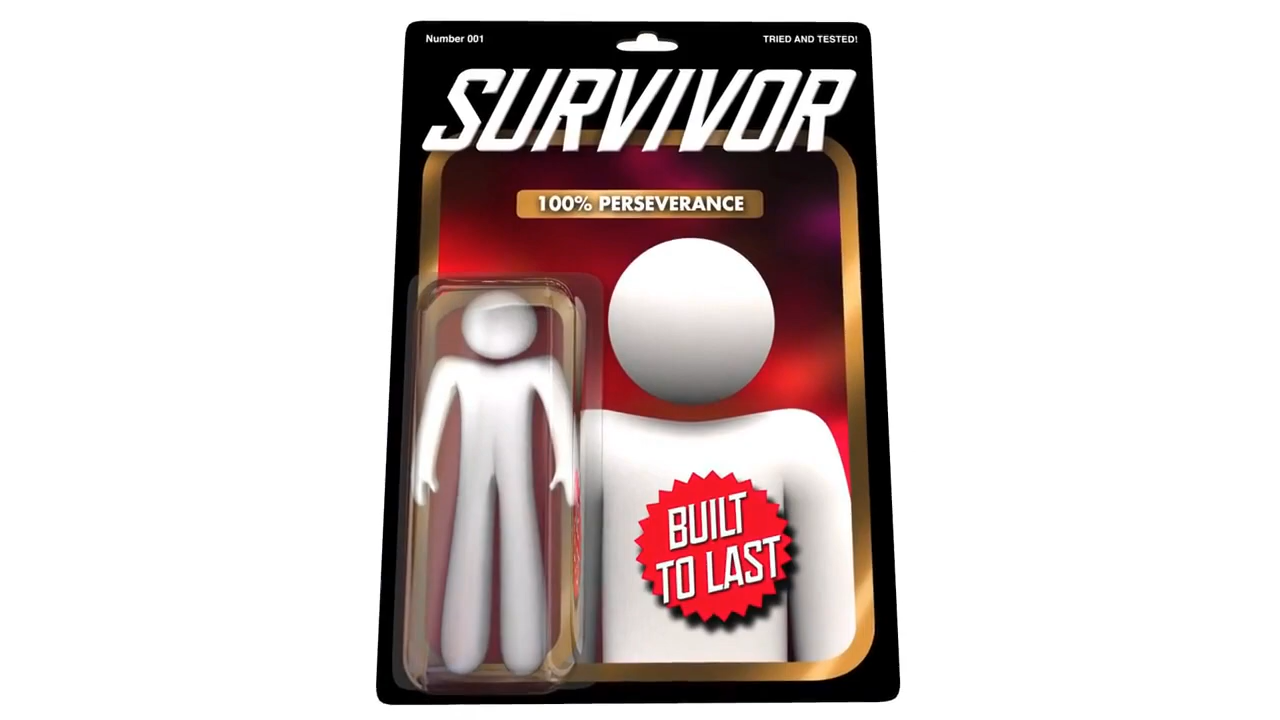 Number 001
TRIED AND TESTED!
SURVIVOR
100% PERSEVERANCE
BUILT
TO LAST